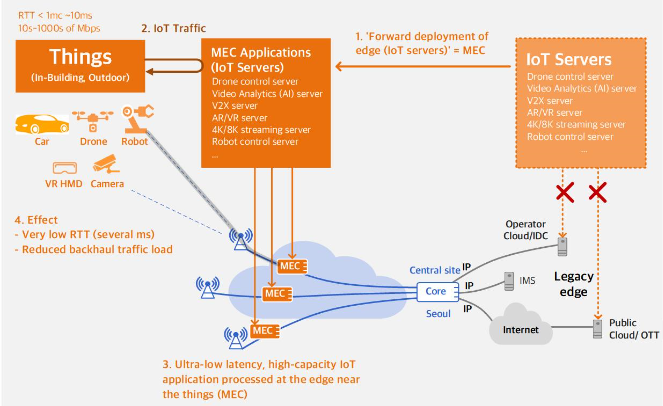 RTT < 1mc ~10ms
10s~1000s of Mbps
2. IoT Traffic
Things
(In-Building, Outdoor)
MEC Applications
(IoT Servers)
Drone control server
Video Analytics (AI) server
V2X server
AR/VR server
4K/8K streaming server
Robot control server
...
1. 'Forward deployment of
edge (IoT servers)' = MEC
IoT Servers
Drone control server
Video Analytics (AI) server
V2X server
AR/VR server
4K/8K streaming server
Robot control server
...
Car
Drone
Robot
VR HMD
Camera
4. Effect
- Very low RTT (several ms)
- Reduced backhaul traffic load
MEC
MEC
MEC
Central site
Core
Seoul
IP
IP
IP
Operator
Cloud/IDC
IMS
Legacy
edge
Internet
Public
Cloud/ OTT
3. Ultra-low latency, high-capacity IoT
application processed at the edge near
the things (MEC)